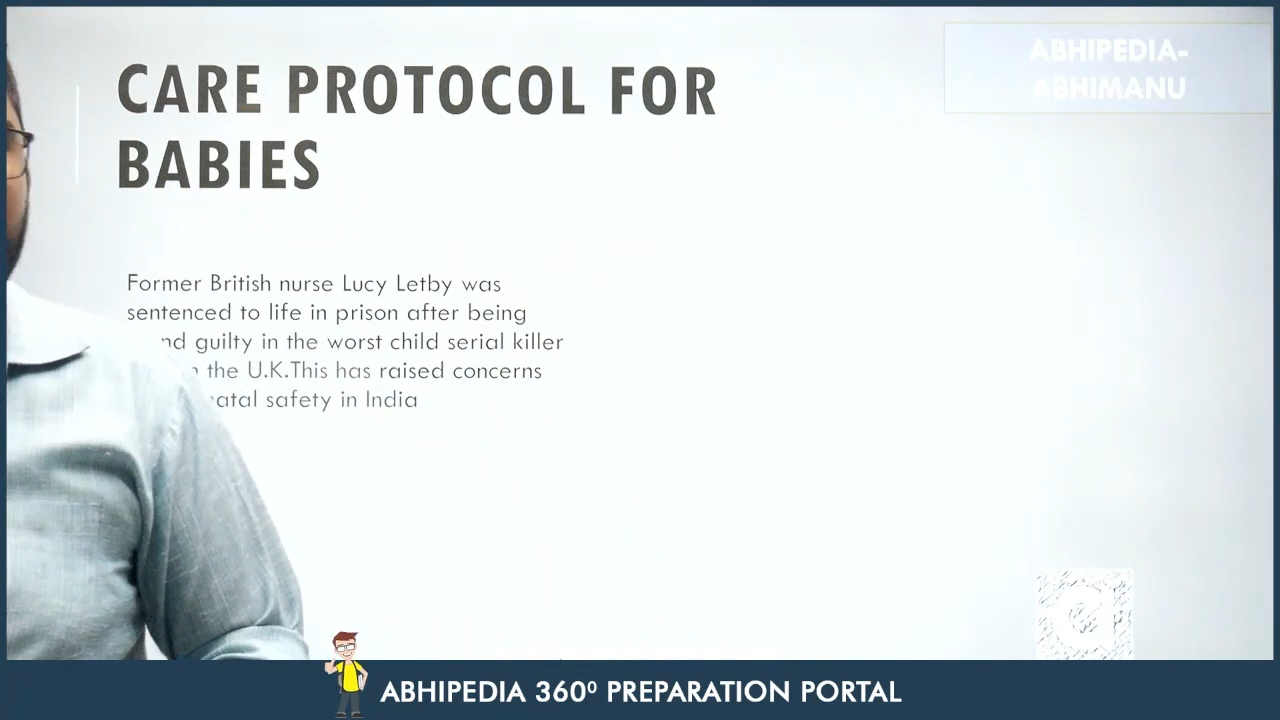 CARE PROTOCOL FOR
BABIES
ABHIPEDIA-
ABHIMANU
Former British nurse Lucy Letby was
sentenced to life in prison after being
guilty in the worst child serial killer
the U.K.This has raised concerns
safety in India
ABHIPEDIA 360⁰ PREPARATION PORTAL